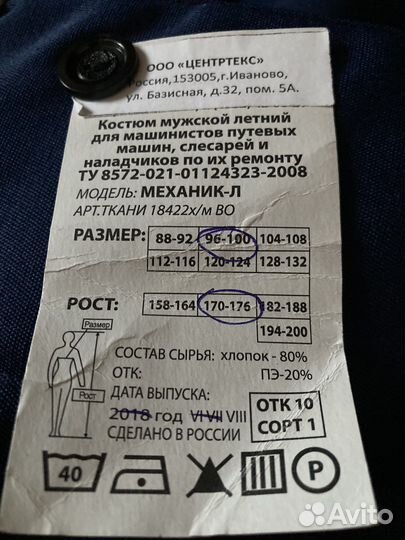 ООО «ЦЕНТРТЕКС»
Россия,153005,г.Иваново,
ул. Базисная, д.32, пом. 5А.
Костюм мужской летний
для машинистов путевых
машин, слесарей и
наладчиков по их ремонту
ТУ 8572-021-01124323-2008
МОДЕЛЬ: МЕХАНИК-Л
АРТ.ТКАНИ 18422х/м ВО
РАЗМЕР: 88-92 96-100 104-108
112-116 120-124 128-132
РОСТ: 158-164 170-176 182-188
194-200
Размер
Рост
СОСТАВ СЫРЬЯ: хлопок - 80%
ОТК: ПЭ-20%
ДАТА ВЫПУСКА:
2018 год VI VII VIII
СДЕЛАНО В РОССИИ
ОТК 10
СОРТ 1
40
P
Avito